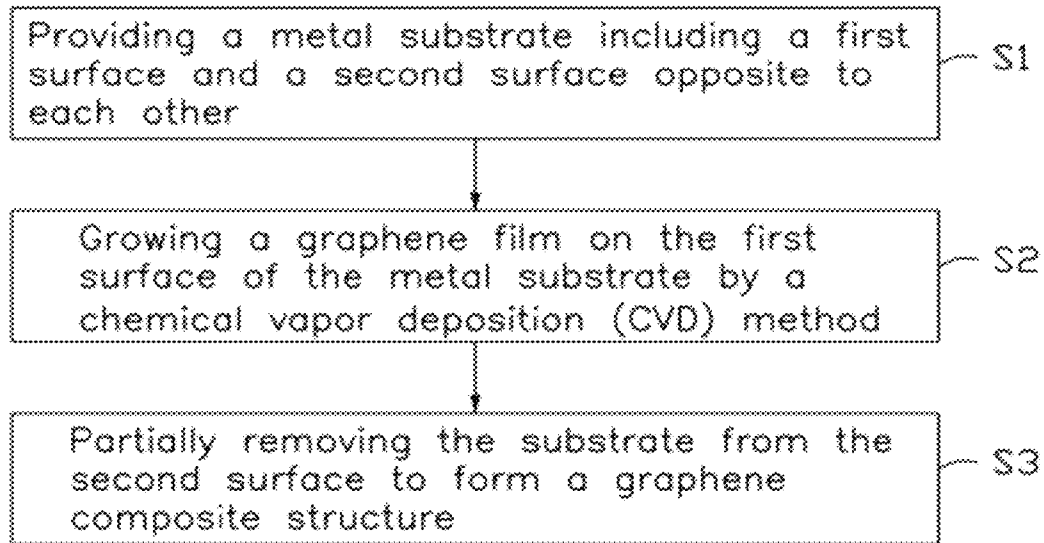 Providing a metal substrate including a first
surface and a second surface opposite to
each other
S1
Growing a graphene film on the first
surface of the metal substrate by a
chemical vapor deposition (CVD) method
S2
Partially removing the substrate from the
second surface to form a graphene
composite structure
S3